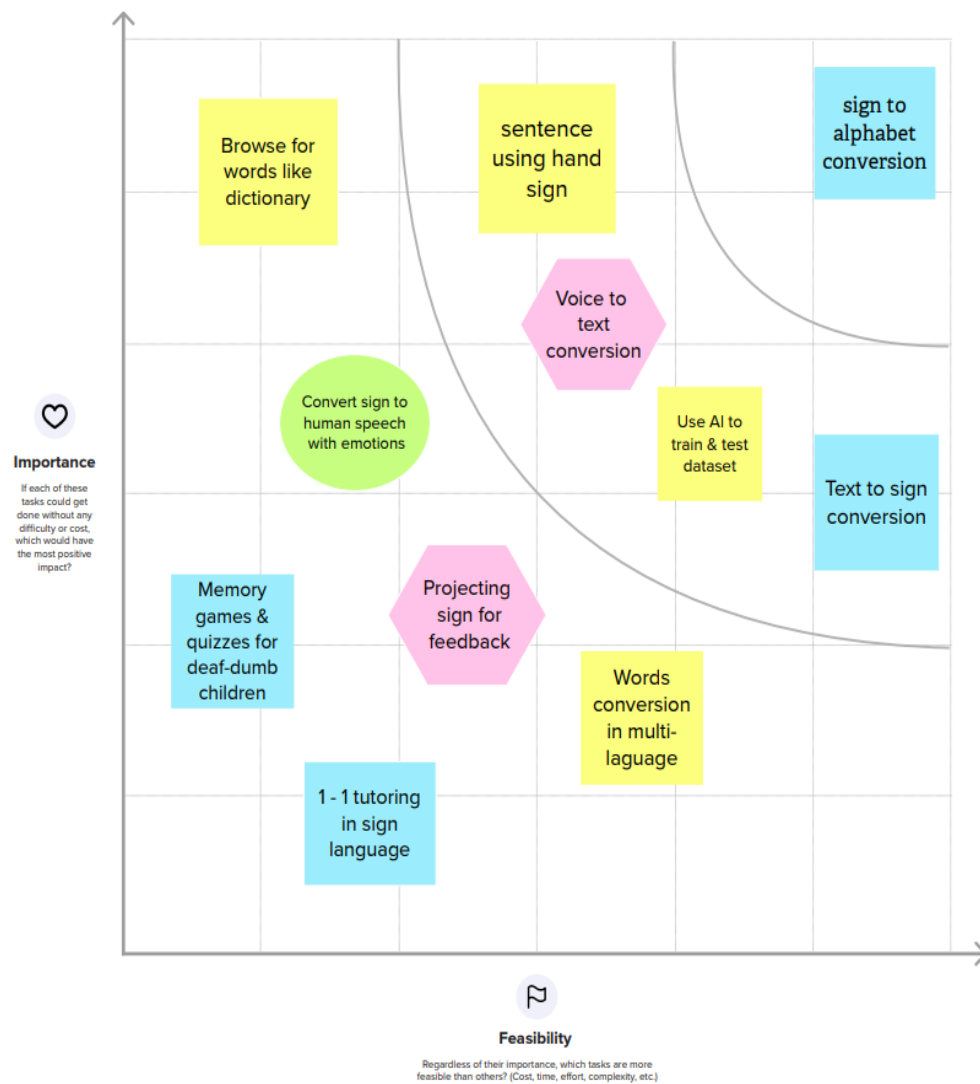 Browse for
words like
dictionary
sentence
using hand
sign
sign to
alphabet
conversion
Voice to
text
conversion
Convert sign to
human speech
with emotions
Use AI to
train & test
dataset
Text to sign
conversion
Importance
If each of these
tasks could get
done without any
difficulty or cost,
which would have
the most positive
impact?
Memory
games &
quizzes for
deaf-dumb
children
Projecting
sign for
feedback
Words
conversion
in multi-
laguage
1 - 1 tutoring
in sign
language
Feasibility
Regardless of their importance, which tasks are more
feasible than others? (Cost, time, effort, complexity, etc.)